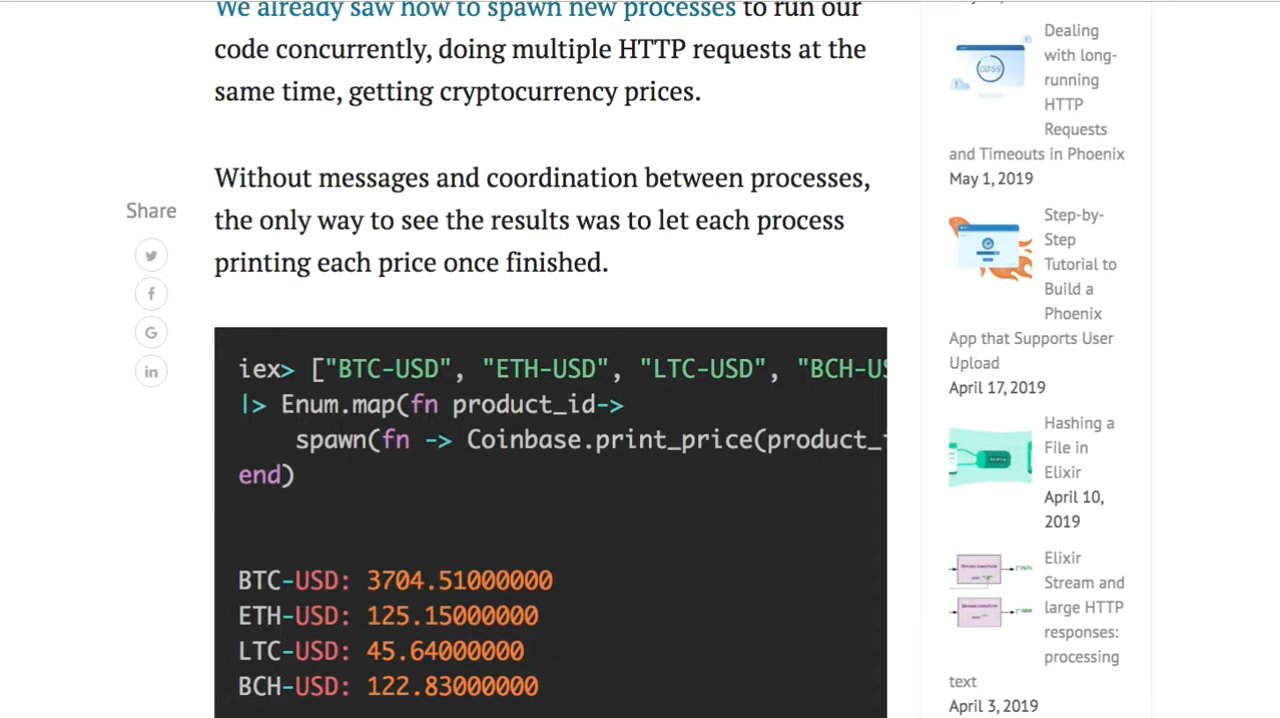 We already saw how to spawn new processes to run our
code concurrently, doing multiple HTTP requests at the
same time, getting cryptocurrency prices.
Without messages and coordination between processes,
the only way to see the results was to let each process
printing each price once finished.
Share
iex> ["BTC-USD", "ETH-USD", "LTC-USD", "BCH-US
|> Enum.map(fn product_id->
spawn(fn -> Coinbase.print_price(product_i
end)
BTC-USD: 3704.51000000
ETH-USD: 125.15000000
LTC-USD: 45.64000000
BCH-USD: 122.83000000
Dealing
with long-
running
HTTP
Requests
and Timeouts in Phoenix
May 1, 2019
Step-by-
Step
Tutorial to
Build a
Phoenix
App that Supports User
Upload
April 17, 2019
Hashing a
File in
Elixir
April 10,
2019
Elixir
Stream and
large HTTP
responses:
processing
text
April 3, 2019